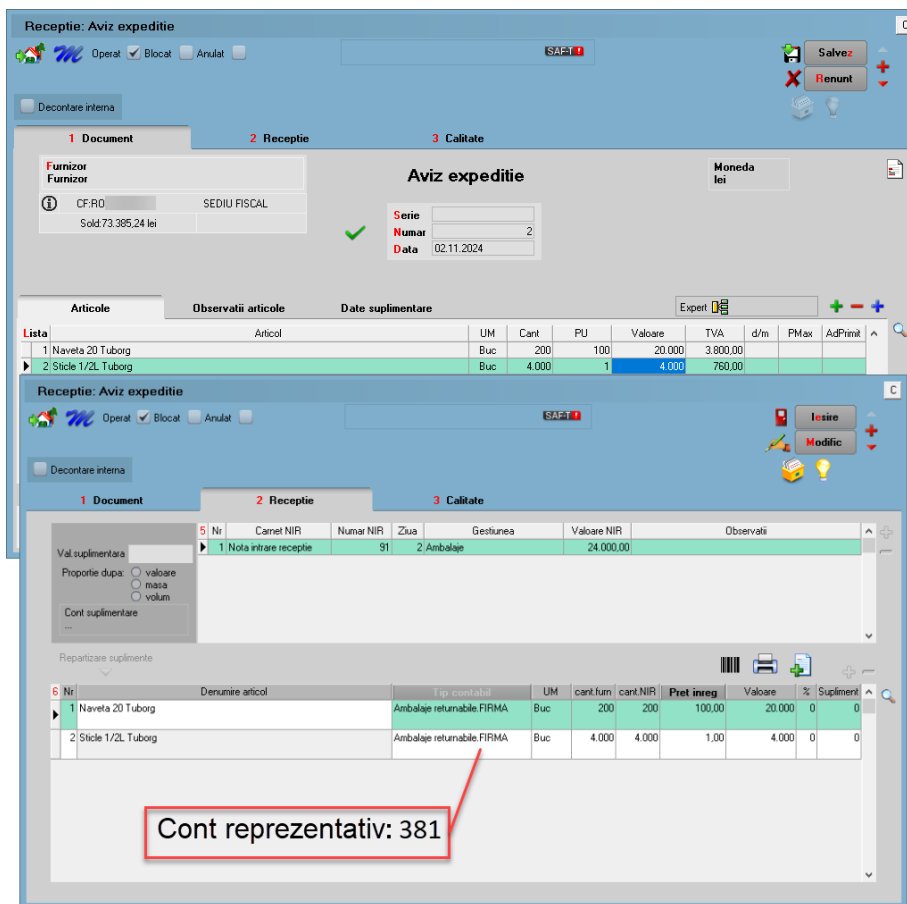 Receptie: Aviz expeditie
C
Operat Blocat Anulat
SAF-T !
Salvez
Renunt
Decontare interna
1 Document 2 Receptie 3 Calitate
Furnizor
Furnizor
CF:RO SEDIU FISCAL
Sold:73.385,24 lei
Aviz expeditie
Moneda
lei
Serie
Numar 2
Data 02.11.2024
Articole Observatii articole Date suplimentare Expert
Lista Articol UM Cant PU Valoare TVA d/m PMax AdPrimit
1 Naveta 20 Tuborg Buc 200 100 20.000 3.800,00
2 Sticle 1/2L Tuborg Buc 4.000 1 4.000 760,00
Receptie: Aviz expeditie
C
Operat Blocat Anulat
SAF-T !
Iesire
Modific
Decontare interna
1 Document 2 Receptie 3 Calitate
5 Nr Carnet NIR Numar NIR Ziua Gestiunea Valoare NIR Observatii
1 Nota intrare receptie 91 2 Ambalaje 24.000,00
Val.suplimentara
Proportie dupa: valoare
masa
volum
Cont suplimentare
...
Repartizare suplimente
6 Nr Denumire articol Tip contabil UM cant.furn cant.NIR Pret inreg Valoare % Supliment
1 Naveta 20 Tuborg Ambalaje returnabile.FIRMA Buc 200 200 100,00 20.000 0 0
2 Sticle 1/2L Tuborg Ambalaje returnabile.FIRMA Buc 4.000 4.000 1,00 4.000 0 0
Cont reprezentativ: 381